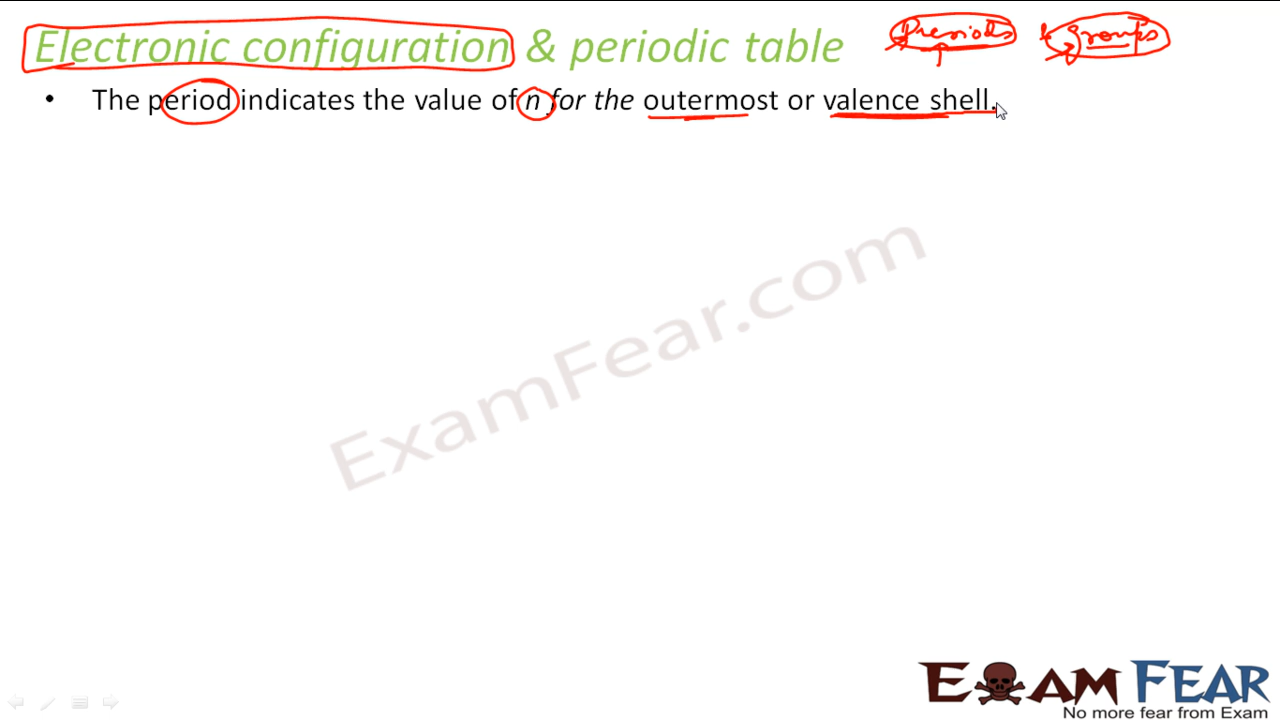 Electronic configuration & periodic table
Periods & groups
• The period indicates the value of n for the outermost or valence shell.
ExamFear.com
EXAM FEAR
No more fear from Exam